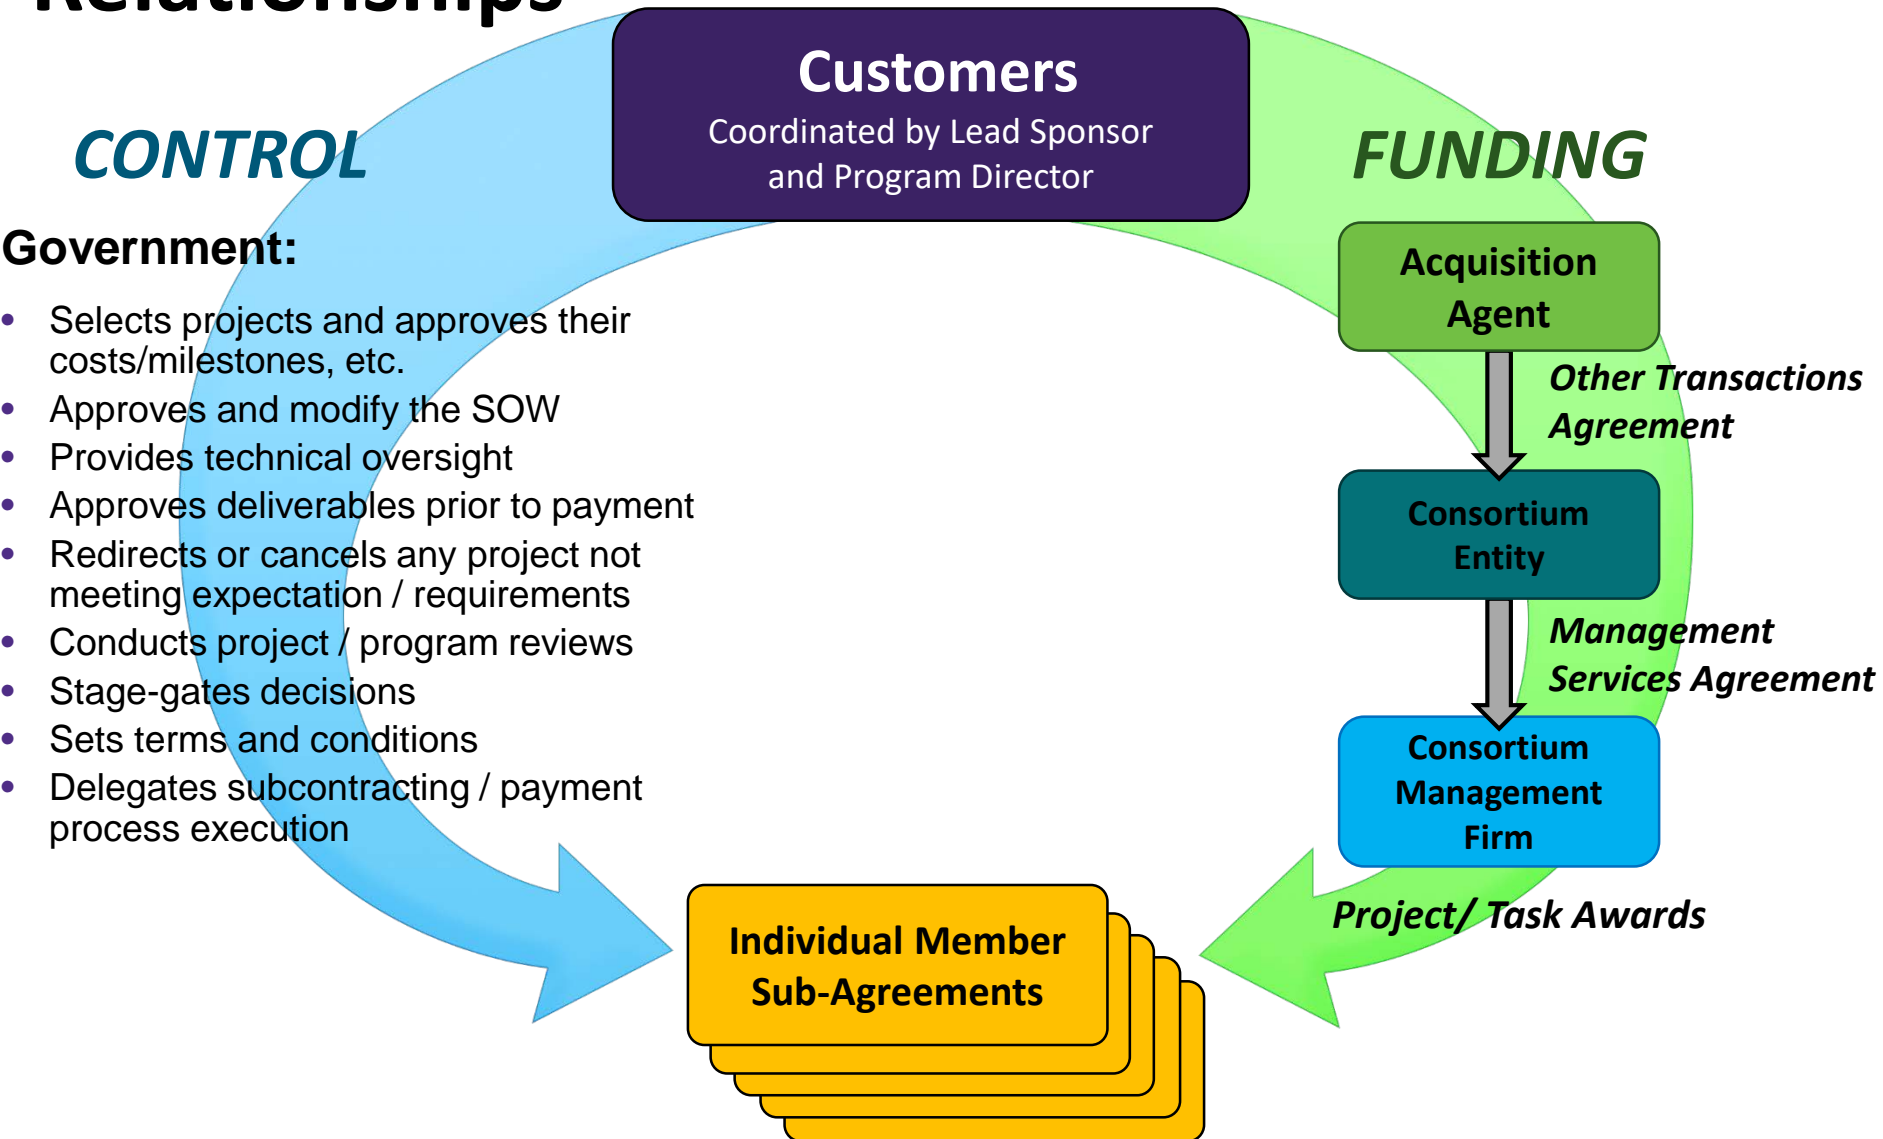 Relationships
Customers
Coordinated by Lead Sponsor
and Program Director
CONTROL
FUNDING
Government:
• Selects projects and approves their
costs/milestones, etc.
• Approves and modify the SOW
• Provides technical oversight
• Approves deliverables prior to payment
• Redirects or cancels any project not
meeting expectation / requirements
• Conducts project / program reviews
• Stage-gates decisions
• Sets terms and conditions
• Delegates subcontracting / payment
process execution
Acquisition
Agent
Other Transactions
Agreement
Consortium
Entity
Management
Services Agreement
Consortium
Management
Firm
Project/ Task Awards
Individual Member
Sub-Agreements